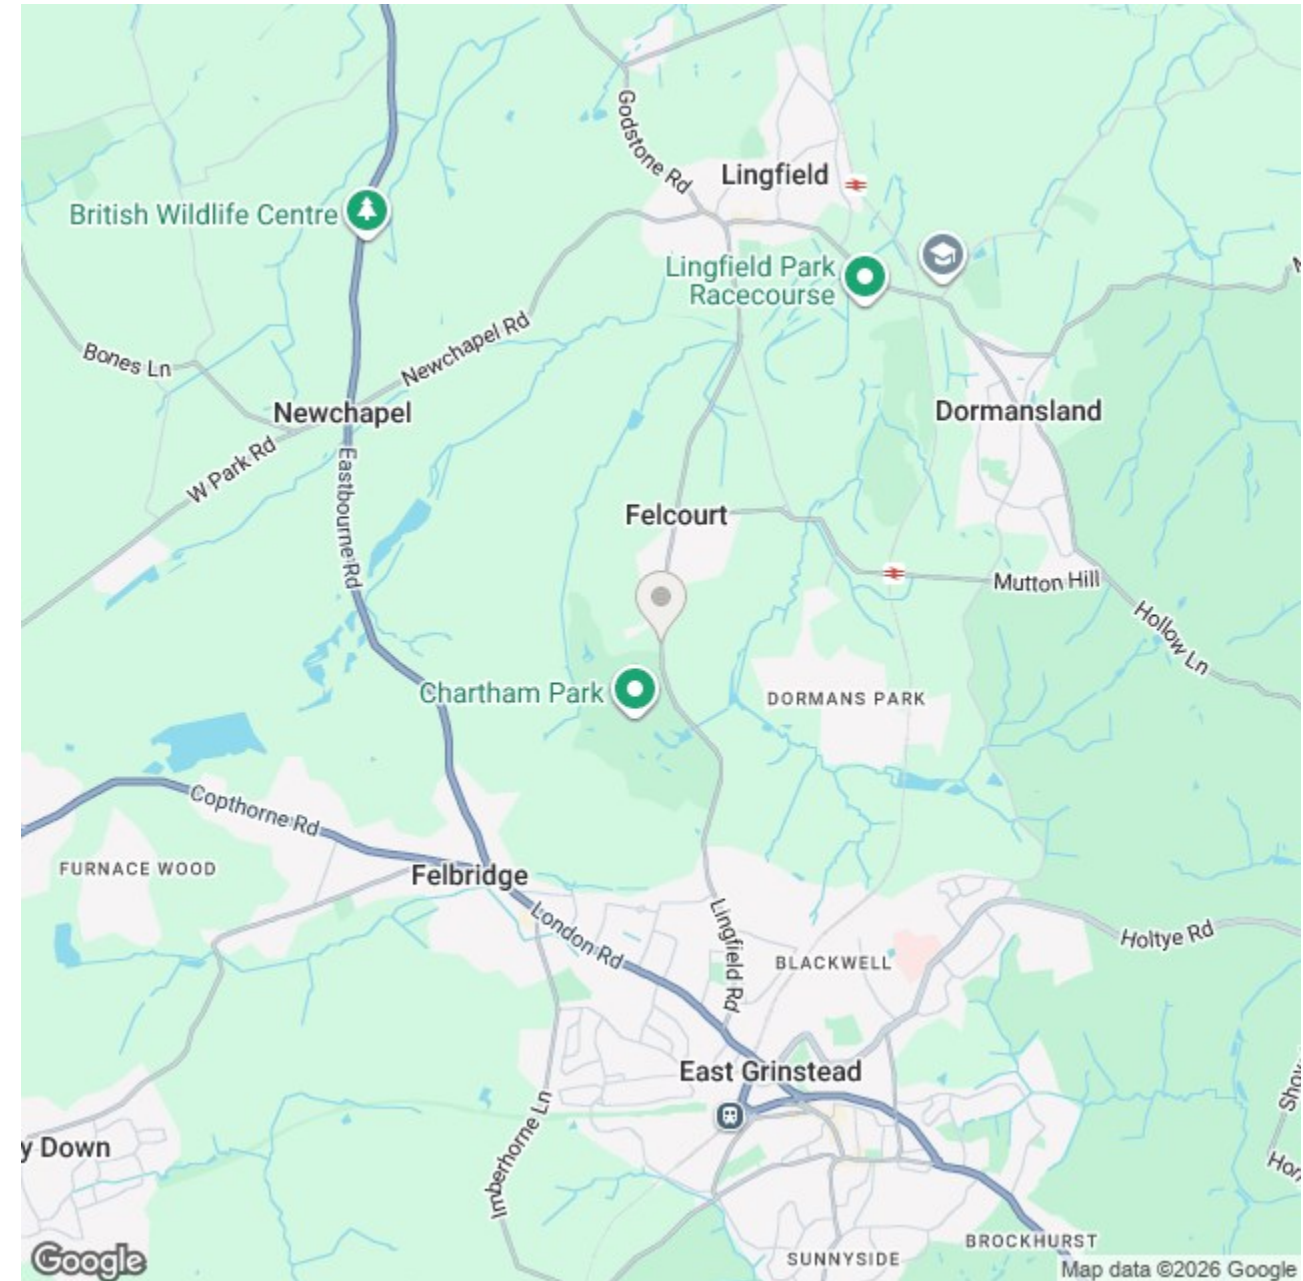 Godstone Rd
Lingfield
British Wildlife Centre
Lingfield Park
Racecourse
Bones Ln
Newchapel Rd
Newchapel
Dormansland
W Park Rd
Eastbourne Rd
Felcourt
Mutton Hill
Hollow Ln
Chartham Park
DORMANS PARK
Copthorne Rd
FURNACE WOOD
Felbridge
London Rd
Lingfield Rd
BLACKWELL
Holtye Rd
East Grinstead
Imberhorne Ln
y Down
Show
Hor
BROCKHURST
SUNNYSIDE
Google
Map data ©2026 Google